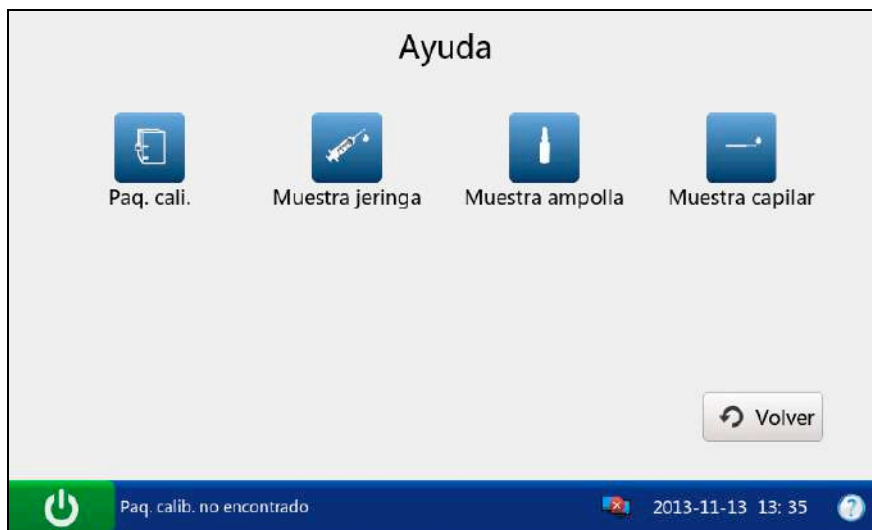 Ayuda
Paq. cali.
Muestra jeringa
Muestra ampolla
Muestra capilar
Volver
Paq. calib. no encontrado
2013-11-13 13: 35
?